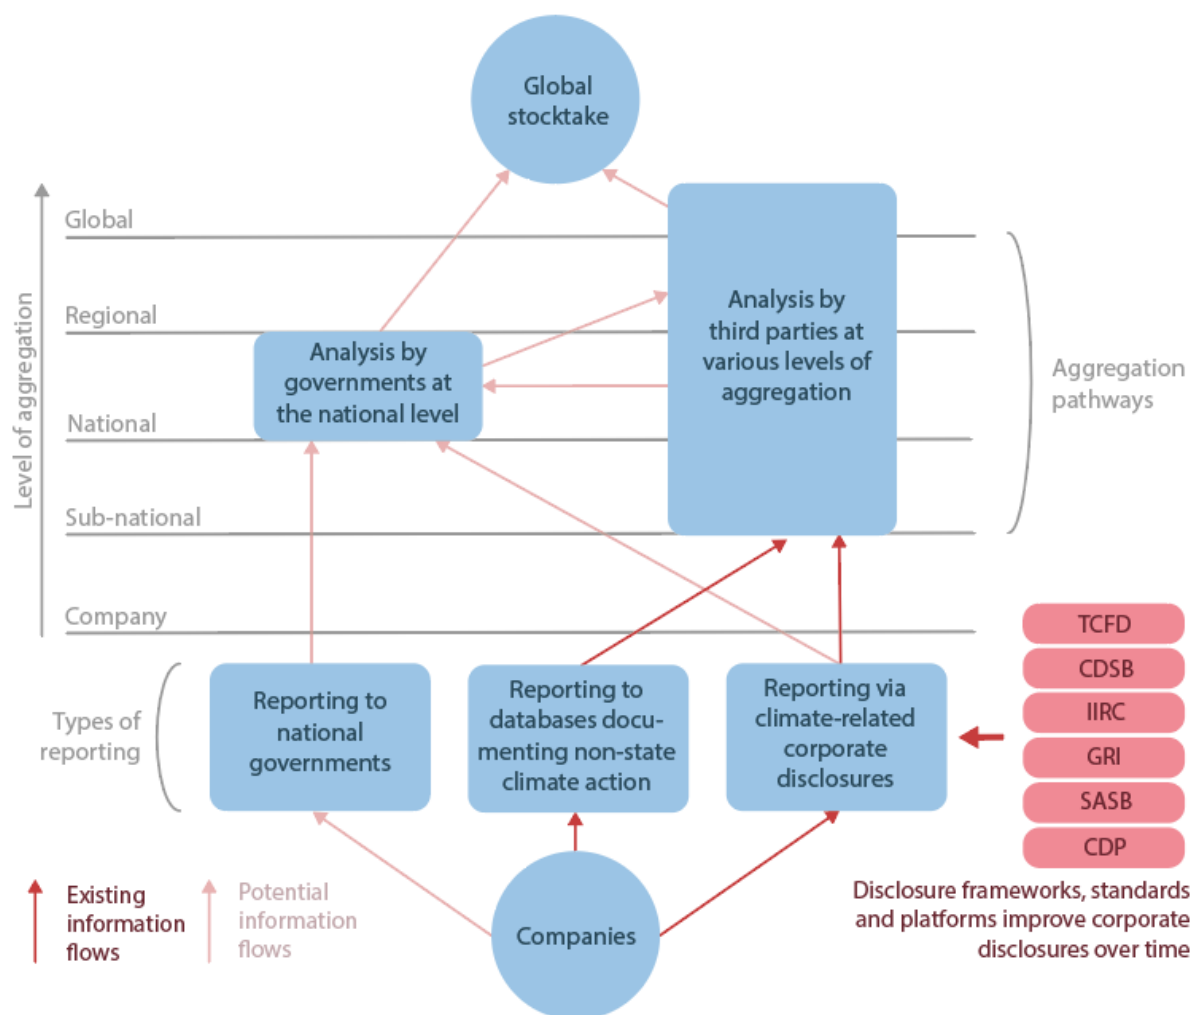 Global
stocktake
Level of aggregation
Global
Regional
National
Sub-national
Company
Analysis by
governments at
the national level
Analysis by
third parties at
various levels of
aggregation
Aggregation
pathways
Types of
reporting
Reporting to
national
governments
Reporting to
databases docu-
menting non-state
climate action
Reporting via
climate-related
corporate
disclosures
TCFD
CDSB
IIRC
GRI
SASB
CDP
Disclosure frameworks, standards
and platforms improve corporate
disclosures over time
Companies
Existing
information
flows
Potential
information
flows